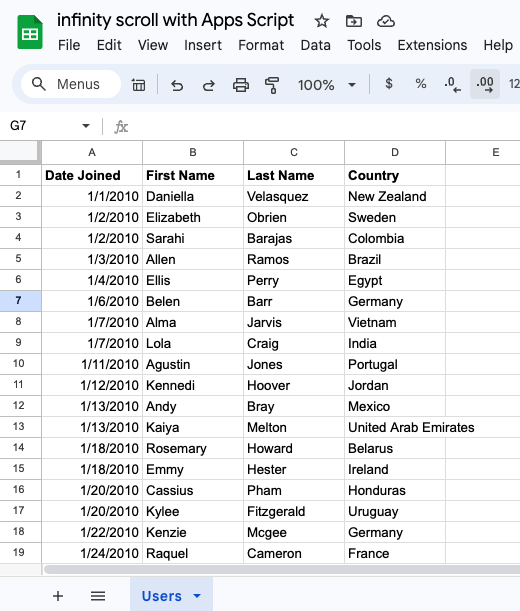 infinity scroll with Apps Script
File Edit View Insert Format Data Tools Extensions Help
Menus 100% $ % .0 .00 12
G7 fx
A B C D E
1 Date Joined First Name Last Name Country
2 1/1/2010 Daniella Velasquez New Zealand
3 1/2/2010 Elizabeth Obrien Sweden
4 1/2/2010 Sarahi Barajas Colombia
5 1/3/2010 Allen Ramos Brazil
6 1/4/2010 Ellis Perry Egypt
7 1/6/2010 Belen Barr Germany
8 1/7/2010 Alma Jarvis Vietnam
9 1/7/2010 Lola Craig India
10 1/11/2010 Agustin Jones Portugal
11 1/12/2010 Kennedi Hoover Jordan
12 1/13/2010 Andy Bray Mexico
13 1/13/2010 Kaiya Melton United Arab Emirates
14 1/18/2010 Rosemary Howard Belarus
15 1/18/2010 Emmy Hester Ireland
16 1/20/2010 Cassius Pham Honduras
17 1/20/2010 Kylee Fitzgerald Uruguay
18 1/22/2010 Kenzie Mcgee Germany
19 1/24/2010 Raquel Cameron France
Users